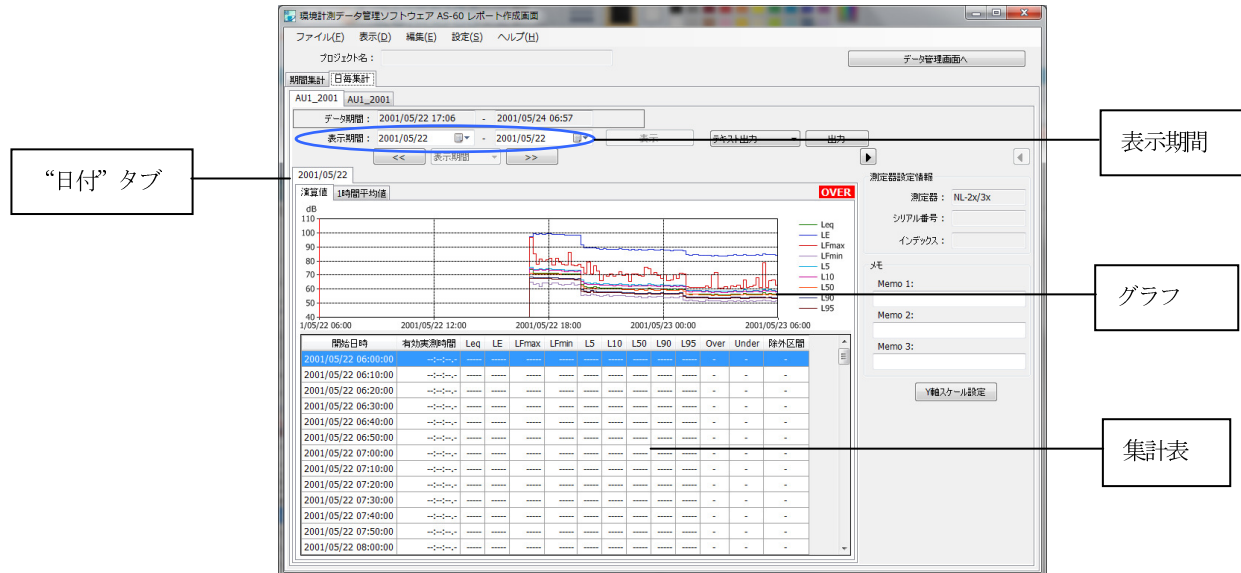 環境計測データ管理ソフトウェア AS-60 レポート作成画面
ファイル(F) 表示(D) 編集(E) 設定(S) ヘルプ(H)
プロジェクト名：
データ管理画面へ
期間集計 日毎集計
AU1_2001 AU1_2001
データ期間： 2001/05/22 17:06 - 2001/05/24 06:57
表示期間： 2001/05/22 - 2001/05/22 表示 テキスト出力 出力
<< 表示期間 >>
表示期間
“日付” タブ
2001/05/22
演算値 1時間平均値 OVER
dB
110
100
90
80
70
60
50
40
Leq
LE
LFmax
LFmin
L5
L10
L50
L90
L95
1/05/22 06:00 2001/05/22 12:00 2001/05/22 18:00 2001/05/23 00:00 2001/05/23 06:00
グラフ
測定器設定情報
測定器： NL-2x/3x
シリアル番号：
インデックス：
メモ
Memo 1:
Memo 2:
Memo 3:
Y軸スケール設定
開始日時 有効実測時間 Leq LE LFmax LFmin L5 L10 L50 L90 L95 Over Under 除外区間
2001/05/22 06:00:00 --:--:--.- ----- ----- ----- ----- ----- ----- ----- ----- ----- - - -
2001/05/22 06:10:00 --:--:--.- ----- ----- ----- ----- ----- ----- ----- ----- ----- - - -
2001/05/22 06:20:00 --:--:--.- ----- ----- ----- ----- ----- ----- ----- ----- ----- - - -
2001/05/22 06:30:00 --:--:--.- ----- ----- ----- ----- ----- ----- ----- ----- ----- - - -
2001/05/22 06:40:00 --:--:--.- ----- ----- ----- ----- ----- ----- ----- ----- ----- - - -
2001/05/22 06:50:00 --:--:--.- ----- ----- ----- ----- ----- ----- ----- ----- ----- - - -
2001/05/22 07:00:00 --:--:--.- ----- ----- ----- ----- ----- ----- ----- ----- ----- - - -
2001/05/22 07:10:00 --:--:--.- ----- ----- ----- ----- ----- ----- ----- ----- ----- - - -
2001/05/22 07:20:00 --:--:--.- ----- ----- ----- ----- ----- ----- ----- ----- ----- - - -
2001/05/22 07:30:00 --:--:--.- ----- ----- ----- ----- ----- ----- ----- ----- ----- - - -
2001/05/22 07:40:00 --:--:--.- ----- ----- ----- ----- ----- ----- ----- ----- ----- - - -
2001/05/22 07:50:00 --:--:--.- ----- ----- ----- ----- ----- ----- ----- ----- ----- - - -
2001/05/22 08:00:00 --:--:--.- ----- ----- ----- ----- ----- ----- ----- ----- ----- - - -
集計表